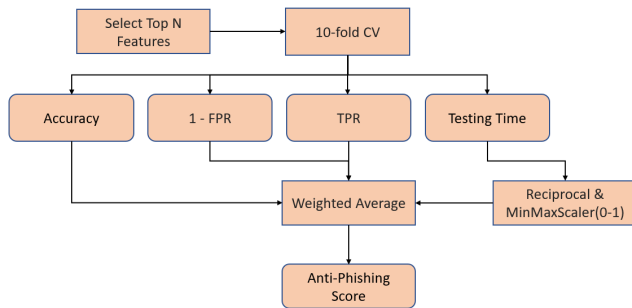 Select Top N
Features
10-fold CV
Accuracy
1 - FPR
TPR
Testing Time
Weighted Average
Reciprocal &
MinMaxScaler(0-1)
Anti-Phishing
Score